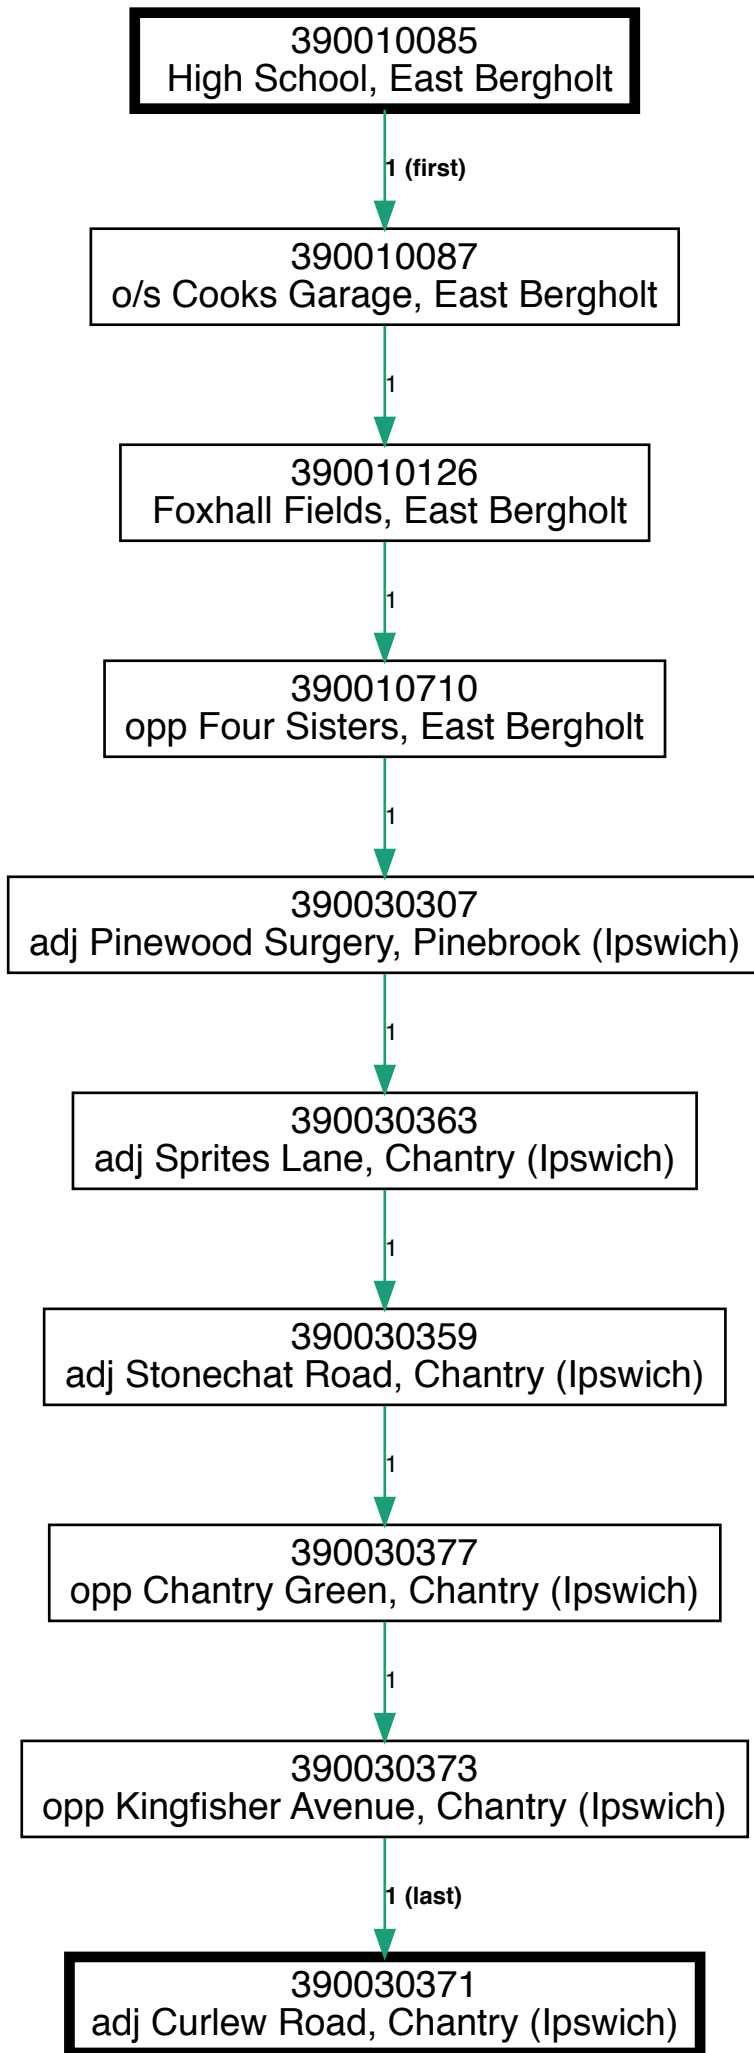 390010085
High School, East Bergholt
1 (first)
390010087
o/s Cooks Garage, East Bergholt
1
390010126
Foxhall Fields, East Bergholt
1
390010710
opp Four Sisters, East Bergholt
1
390030307
adj Pinewood Surgery, Pinebrook (Ipswich)
1
390030363
adj Sprites Lane, Chantry (Ipswich)
1
390030359
adj Stonechat Road, Chantry (Ipswich)
1
390030377
opp Chantry Green, Chantry (Ipswich)
1
390030373
opp Kingfisher Avenue, Chantry (Ipswich)
1 (last)
390030371
adj Curlew Road, Chantry (Ipswich)